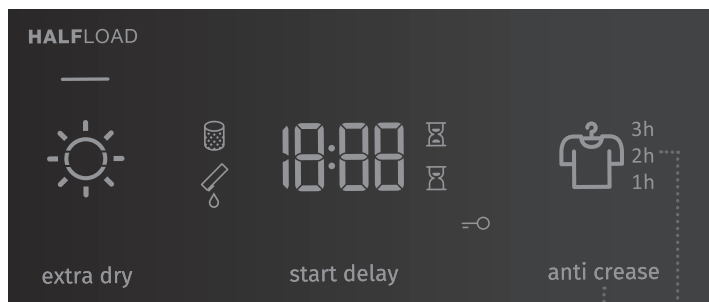 HALFLOAD
18:88
3h
2h
1h
extra dry
start delay
anti crease